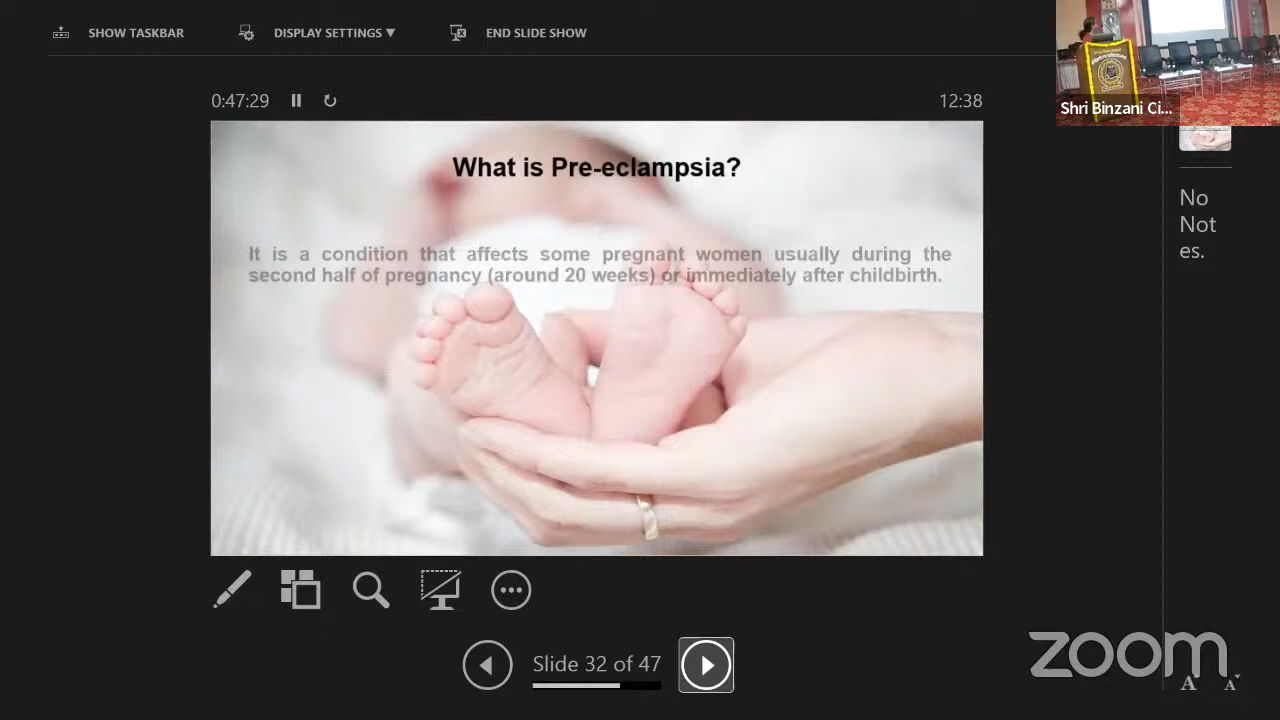 SHOW TASKBAR
DISPLAY SETTINGS ▼
END SLIDE SHOW
Shri Binzani Ci...
0:47:29
12:38
What is Pre-eclampsia?
It is a condition that affects some pregnant women usually during the
second half of pregnancy (around 20 weeks) or immediately after childbirth.
No
Not
es.
Slide 32 of 47
zoom
A A